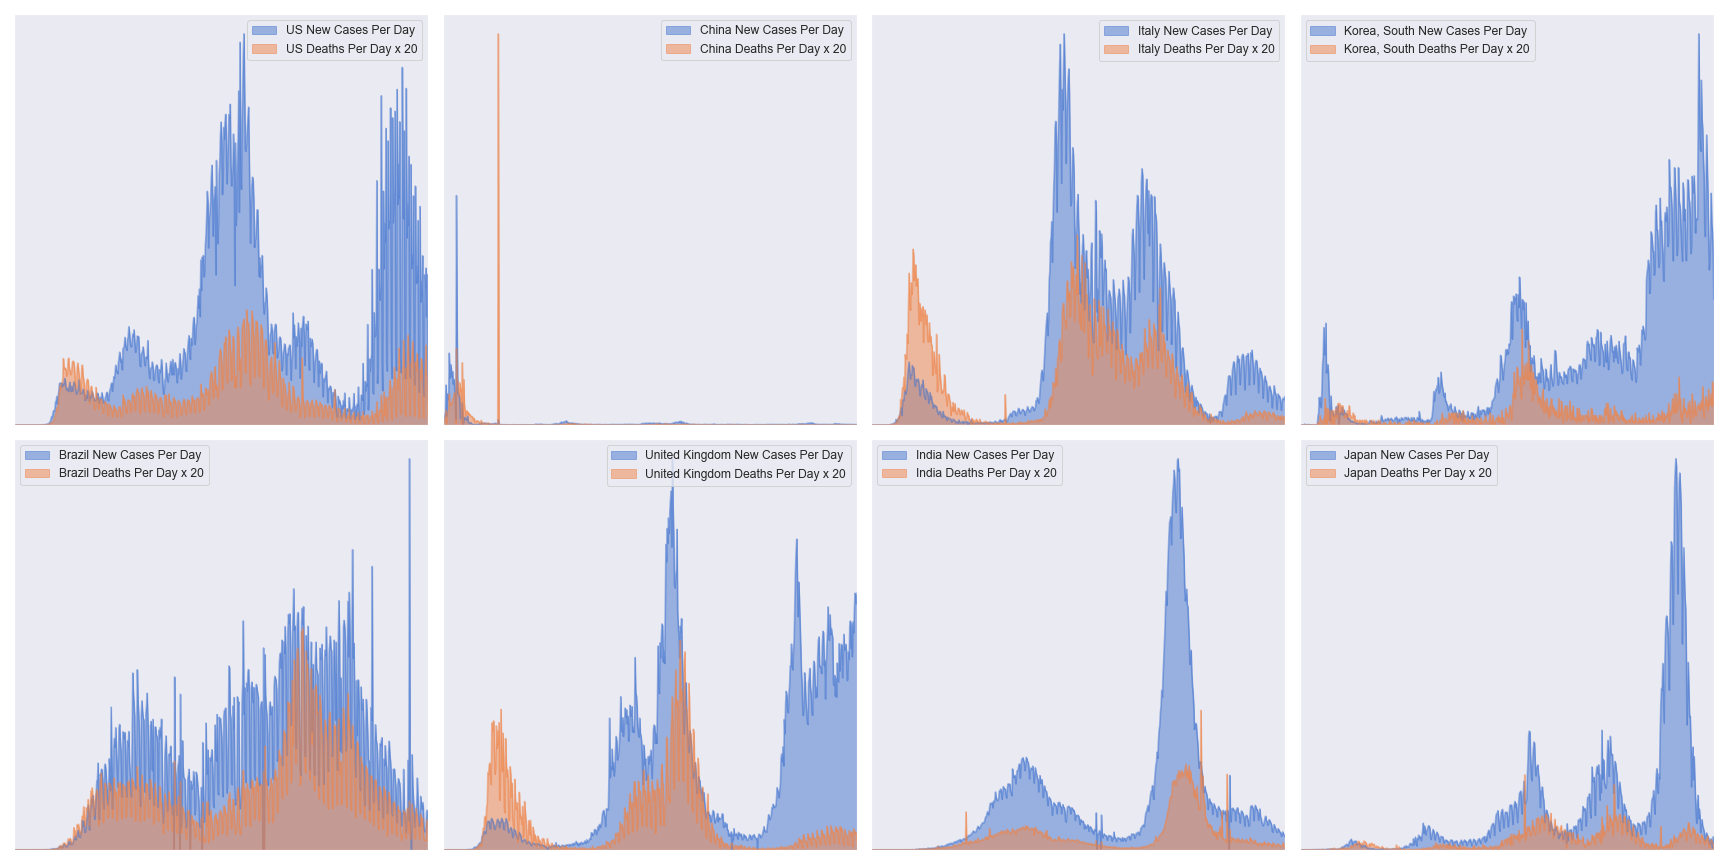 US New Cases Per Day
US Deaths Per Day x 20
China New Cases Per Day
China Deaths Per Day x 20
Italy New Cases Per Day
Italy Deaths Per Day x 20
Korea, South New Cases Per Day
Korea, South Deaths Per Day x 20
Brazil New Cases Per Day
Brazil Deaths Per Day x 20
United Kingdom New Cases Per Day
United Kingdom Deaths Per Day x 20
India New Cases Per Day
India Deaths Per Day x 20
Japan New Cases Per Day
Japan Deaths Per Day x 20